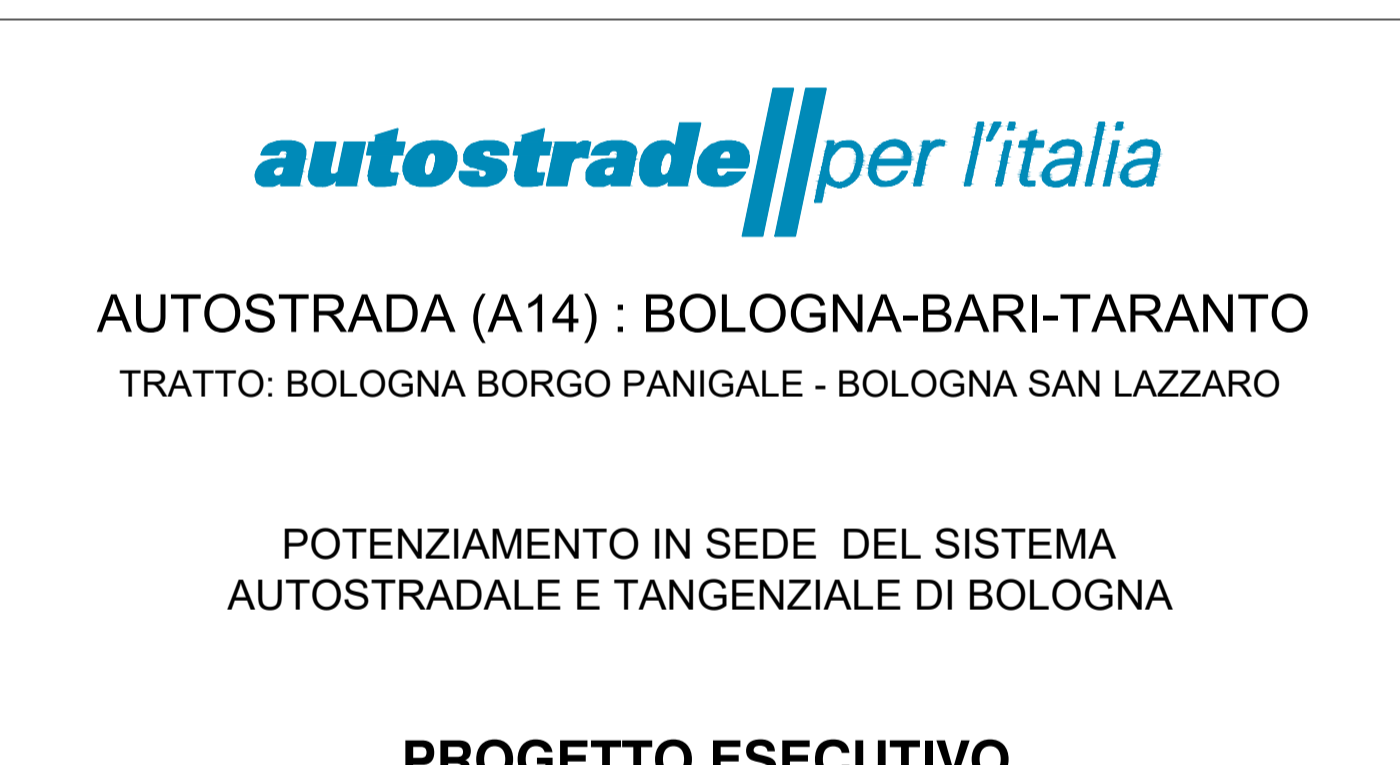 autostrade//per l'italia
AUTOSTRADA (A14) : BOLOGNA-BARI-TARANTO
TRATTO: BOLOGNA BORGO PANIGALE - BOLOGNA SAN LAZZARO
POTENZIAMENTO IN SEDE  DEL SISTEMA
AUTOSTRADALE E TANGENZIALE DI BOLOGNA
PROGETTO ESECUTIVO